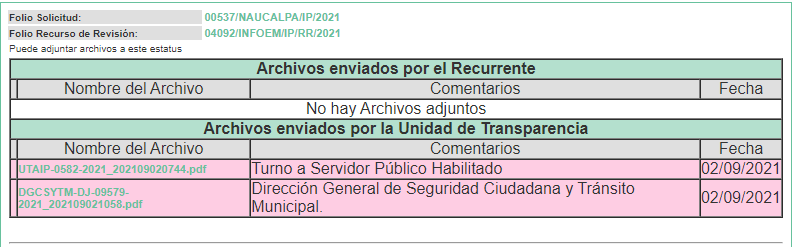 Folio Solicitud: 00537/NAUCALPA/IP/2021
Folio Recurso de Revisión: 04092/INFOEM/IP/RR/2021
Puede adjuntar archivos a este estatus
Archivos enviados por el Recurrente
Nombre del Archivo Comentarios Fecha
No hay Archivos adjuntos
Archivos enviados por la Unidad de Transparencia
Nombre del Archivo Comentarios Fecha
UTAIP-0582-2021_202109020744.pdf Turno a Servidor Público Habilitado 02/09/2021
DGCSYTM-DJ-09579-
2021_202109021058.pdf Dirección General de Seguridad Ciudadana y Tránsito
Municipal. 02/09/2021